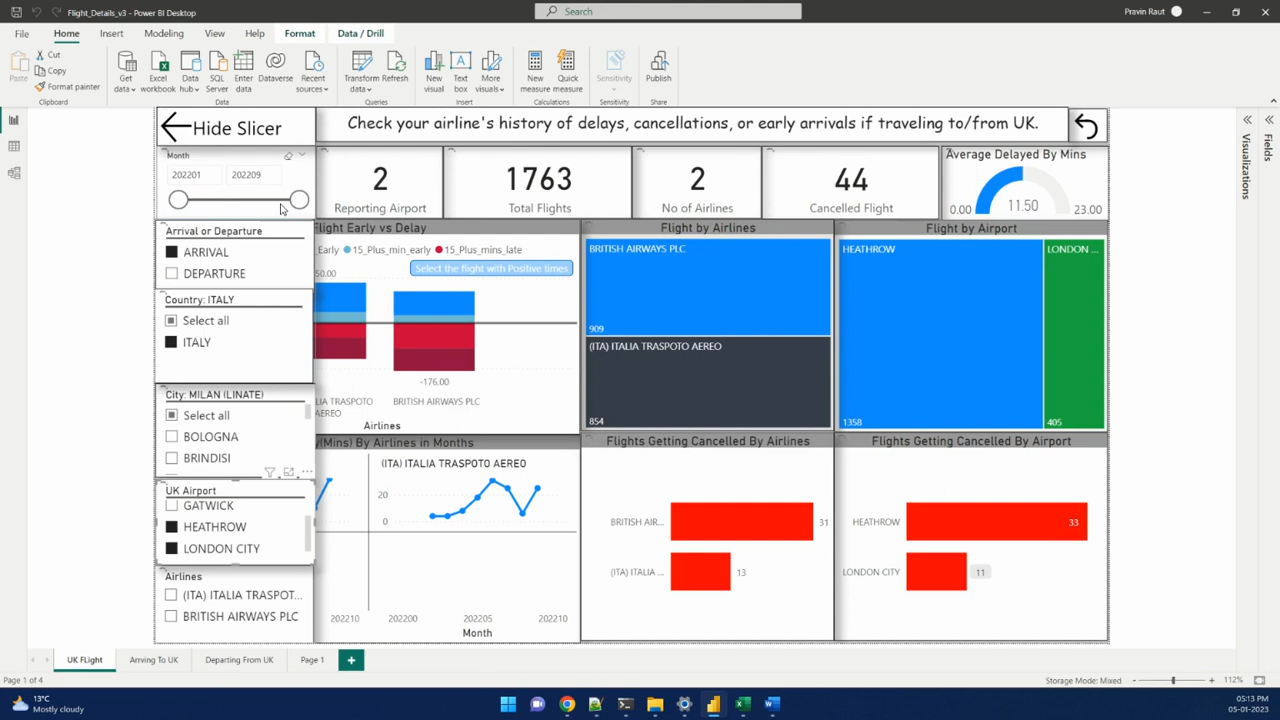 Flight_Details_v3 - Power BI Desktop
Search
Pravin Raut
File
Home
Insert
Modeling
View
Help
Format
Data / Drill
Paste
Cut
Copy
Format painter
Get data
Excel workbook
Data hub
SQL Server
Enter data
Dataverse
Recent sources
Transform data
Refresh
New visual
Text box
More visuals
New measure
Quick measure
Sensitivity
Publish
Clipboard
Data
Queries
Insert
Calculations
Sensitivity
Share
Hide Slicer
Check your airline's history of delays, cancellations, or early arrivals if traveling to/from UK.
Month
202201
202209
2
Reporting Airport
1763
Total Flights
2
No of Airlines
44
Cancelled Flight
Average Delayed By Mins
11.50
0.00
23.00
Arrival or Departure
ARRIVAL
DEPARTURE
Country: ITALY
Select all
ITALY
City: MILAN (LINATE)
Select all
BOLOGNA
BRINDISI
UK Airport
GATWICK
HEATHROW
LONDON CITY
Airlines
(ITA) ITALIA TRASPOT...
BRITISH AIRWAYS PLC
Flight Early vs Delay
_Early
15_Plus_min_early
15_Plus_mins_late
50.00
Select the flight with Positive times
-176.00
LIA TRASPOTO AEREO
BRITISH AIRWAYS PLC
Airlines
Flight by Airlines
BRITISH AIRWAYS PLC
909
(ITA) ITALIA TRASPOTO AEREO
854
Flight by Airport
HEATHROW
1358
LONDON ...
405
y(Mins) By Airlines in Months
(ITA) ITALIA TRASPOTO AEREO
20
0
202210
202200
202205
202210
Month
Flights Getting Cancelled By Airlines
BRITISH AIR...
31
(ITA) ITALIA ...
13
Flights Getting Cancelled By Airport
HEATHROW
33
LONDON CITY
11
Visualizations
Fields
UK FLight
Arrving To UK
Departing From UK
Page 1
Page 1 of 4
Storage Mode: Mixed
112%
13°C
Mostly cloudy
05:13 PM
05-01-2023